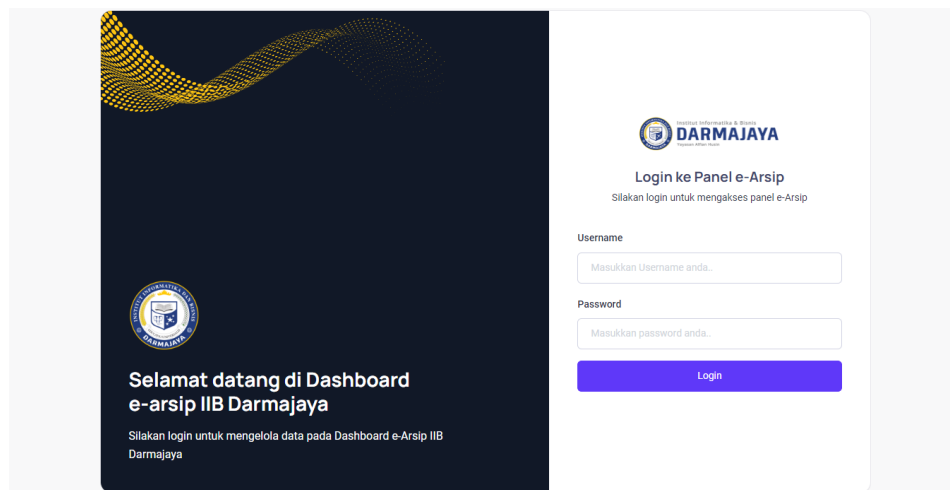 INSTITUT INFORMATIKA DAN BISNIS
DARMAJAYA
Selamat datang di Dashboard
e-arsip IIB Darmajaya
Silakan login untuk mengelola data pada Dashboard e-Arsip IIB
Darmajaya
Institut Informatika & Bisnis
DARMAJAYA
Yayasan Alfian Husin
Login ke Panel e-Arsip
Silakan login untuk mengakses panel e-Arsip
Username
Masukkan Username anda..
Password
Masukkan password anda..
Login